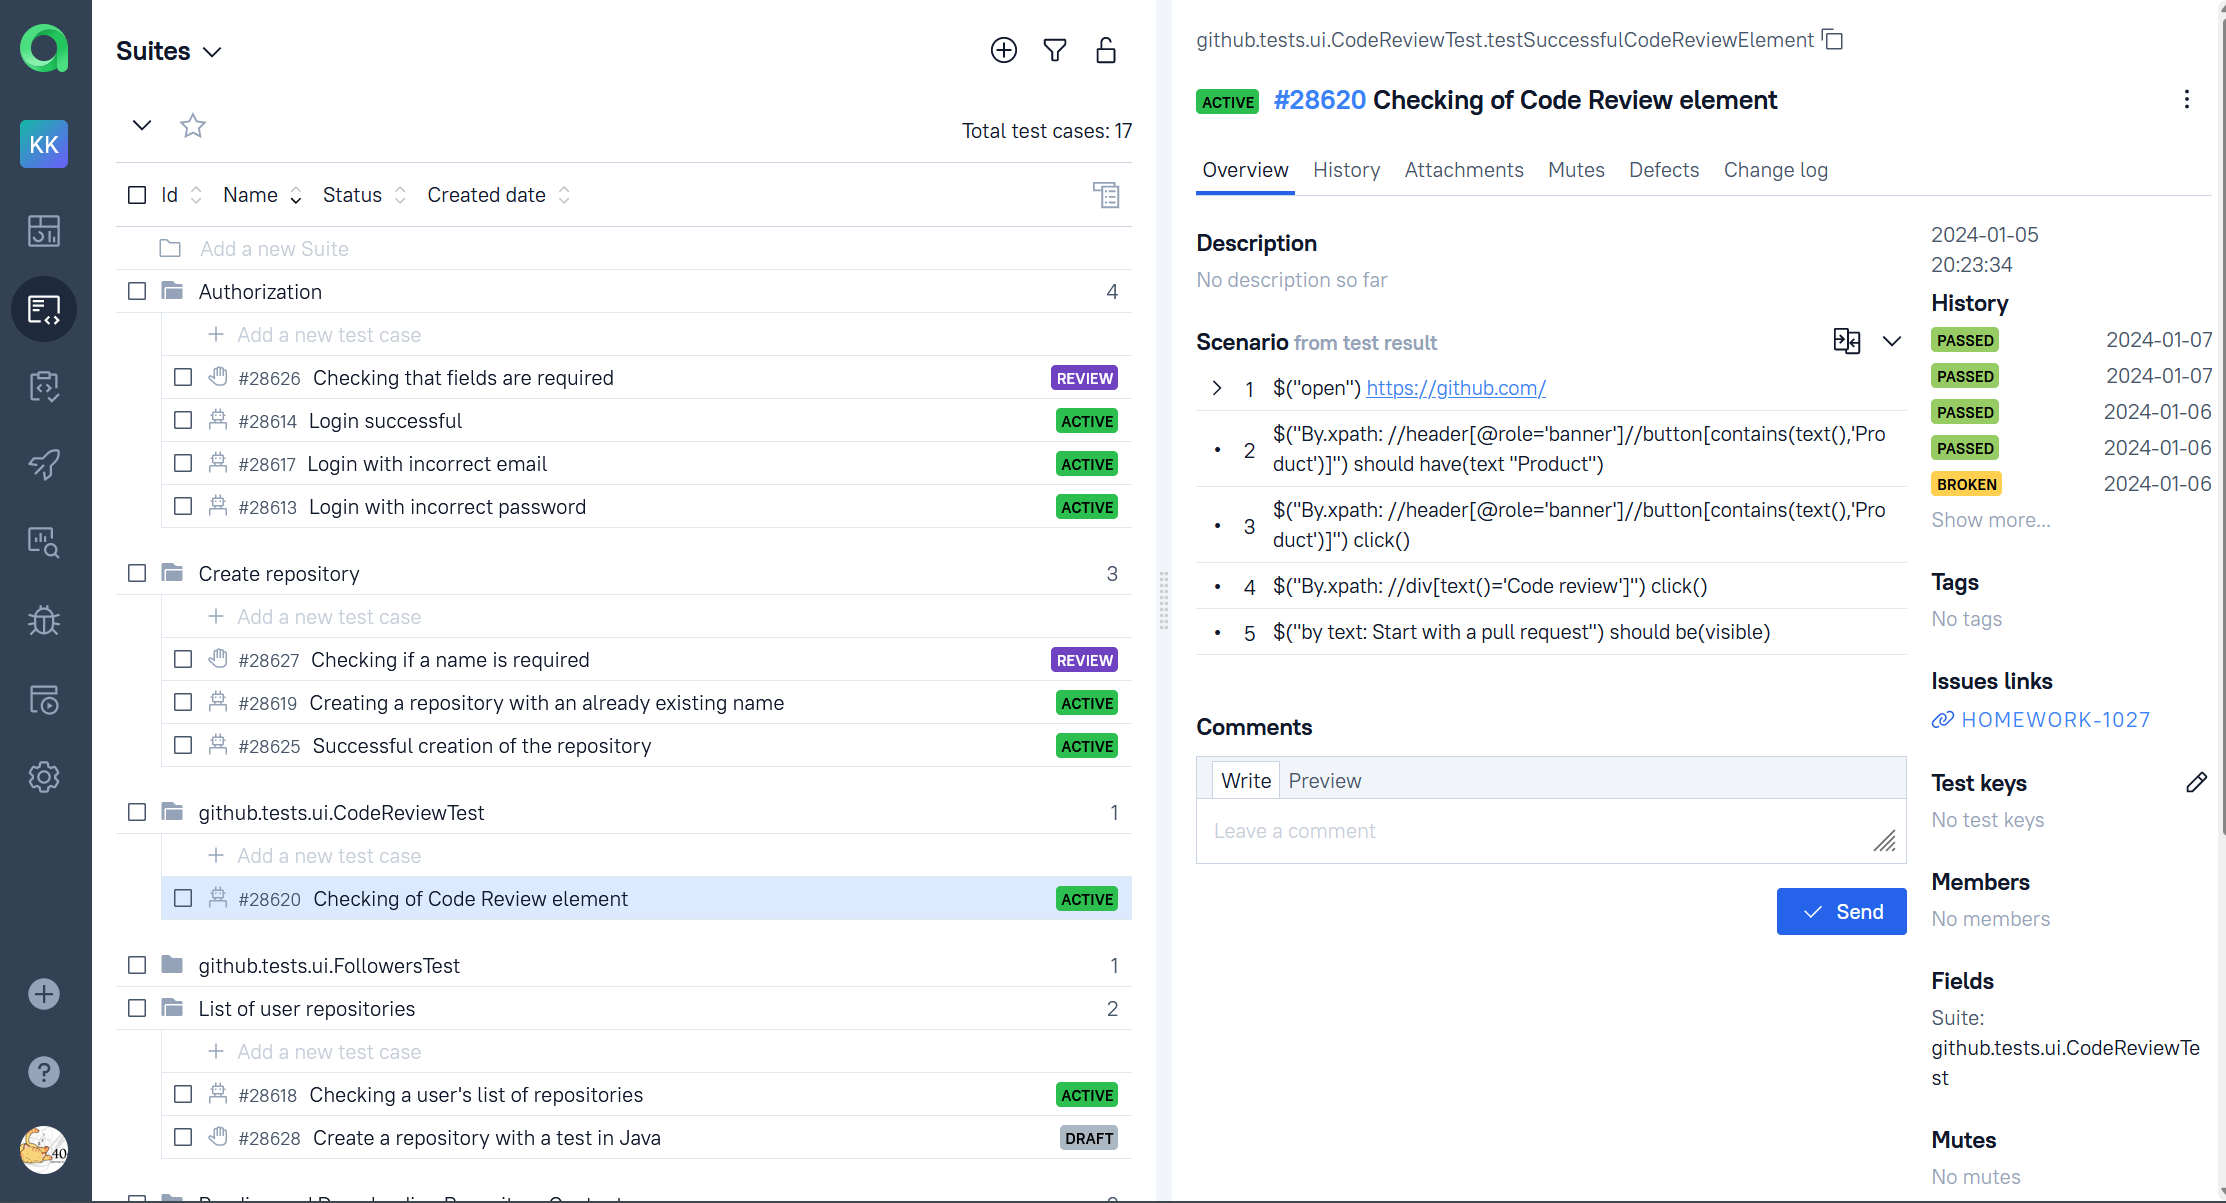 KK
40
Suites
Total test cases: 17
Id Name Status Created date
Add a new Suite
Authorization 4
Add a new test case
#28626 Checking that fields are required REVIEW
#28614 Login successful ACTIVE
#28617 Login with incorrect email ACTIVE
#28613 Login with incorrect password ACTIVE
Create repository 3
Add a new test case
#28627 Checking if a name is required REVIEW
#28619 Creating a repository with an already existing name ACTIVE
#28625 Successful creation of the repository ACTIVE
github.tests.ui.CodeReviewTest 1
Add a new test case
#28620 Checking of Code Review element ACTIVE
github.tests.ui.FollowersTest 1
List of user repositories 2
Add a new test case
#28618 Checking a user's list of repositories ACTIVE
#28628 Create a repository with a test in Java DRAFT
github.tests.ui.CodeReviewTest.testSuccessfulCodeReviewElement
ACTIVE #28620 Checking of Code Review element
Overview History Attachments Mutes Defects Change log
Description
No description so far
Scenario from test result
1 $("open") https://github.com/
2 $("By.xpath: //header[@role='banner']//button[contains(text(),'Pro
duct')]") should have(text "Product")
3 $("By.xpath: //header[@role='banner']//button[contains(text(),'Pro
duct')]") click()
4 $("By.xpath: //div[text()='Code review']") click()
5 $("by text: Start with a pull request") should be(visible)
Comments
Write Preview
Leave a comment
Send
2024-01-05
20:23:34
History
PASSED 2024-01-07
PASSED 2024-01-07
PASSED 2024-01-06
PASSED 2024-01-06
BROKEN 2024-01-06
Show more...
Tags
No tags
Issues links
HOMEWORK-1027
Test keys
No test keys
Members
No members
Fields
Suite:
github.tests.ui.CodeReviewTe
st
Mutes
No mutes